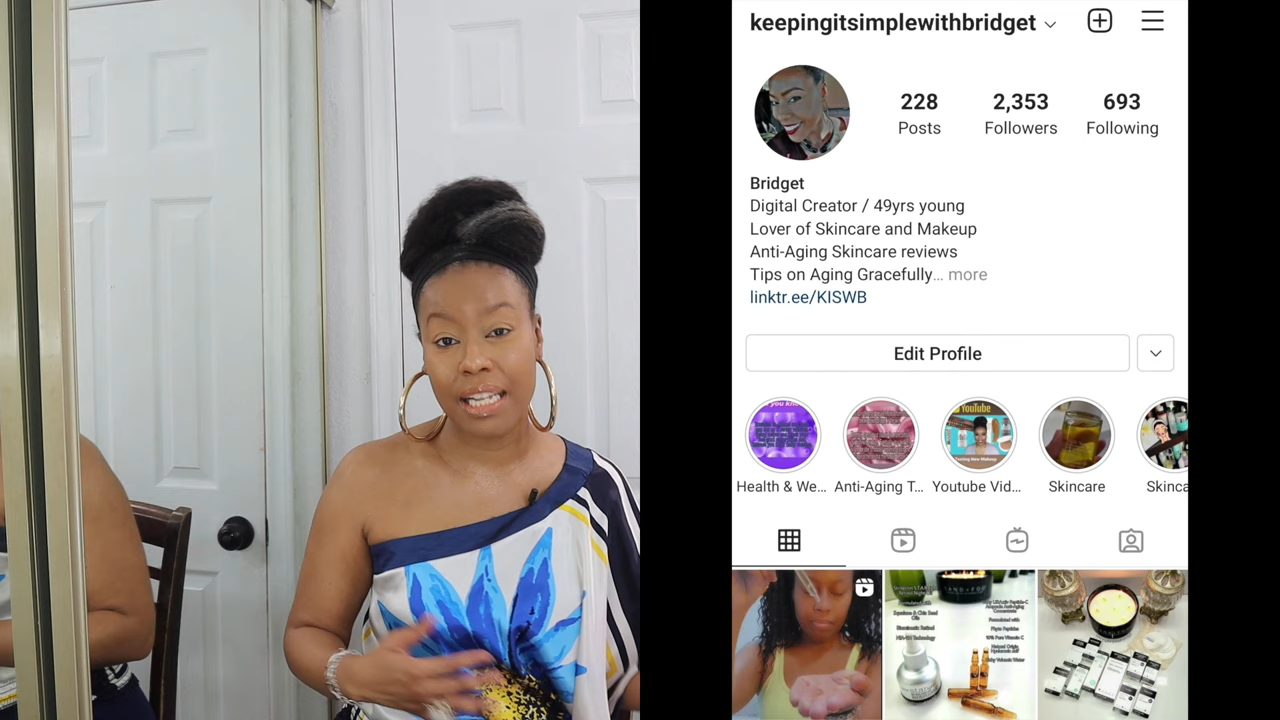 keepingitsimplewithbridget
228
2,353
693
Posts
Followers
Following
Bridget
Digital Creator / 49yrs young
Lover of Skincare and Makeup
Anti-Aging Skincare reviews
Tips on Aging Gracefully... more
linktr.ee/KISWB
Edit Profile
YouTube
Health & We...
Anti-Aging T...
Youtube Vid...
Skincare
Skinca